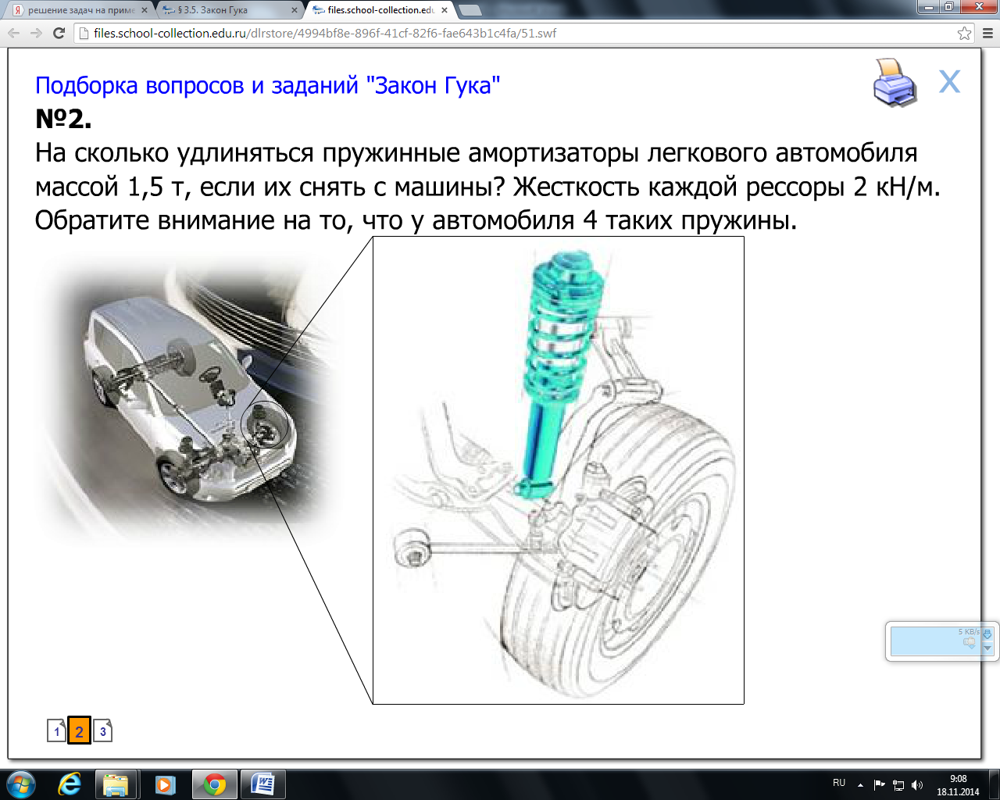 решение задач на приме
§ 3.5. Закон Гука
files.school-collection.edu
files.school-collection.edu.ru/dlrstore/4994bf8e-896f-41cf-82f6-fae643b1c4fa/51.swf
Подборка вопросов и заданий "Закон Гука"
№2.
На сколько удлиняться пружинные амортизаторы легкового автомобиля
массой 1,5 т, если их снять с машины? Жесткость каждой рессоры 2 кН/м.
Обратите внимание на то, что у автомобиля 4 таких пружины.
5 KB/s
1 2 3
RU
9:08
18.11.2014